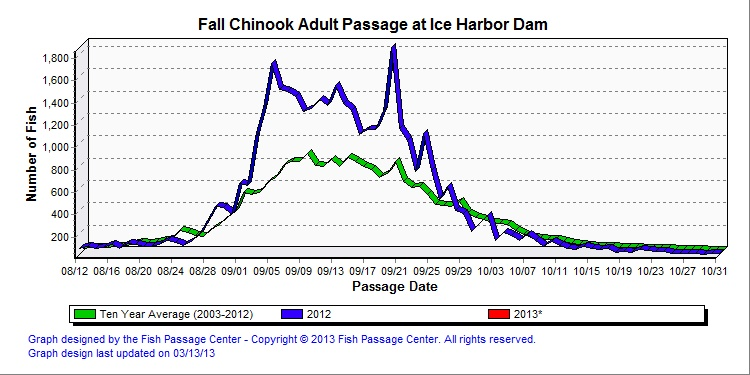 Fall Chinook Adult Passage at Ice Harbor Dam
Number of Fish
1,800
1,600
1,400
1,200
1,000
800
600
400
200
08/12 08/16 08/20 08/24 08/28 09/01 09/05 09/09 09/13 09/17 09/21 09/25 09/29 10/03 10/07 10/11 10/15 10/19 10/23 10/27 10/31
Passage Date
Ten Year Average (2003-2012) 2012 2013*
Graph designed by the Fish Passage Center - Copyright © 2013 Fish Passage Center. All rights reserved.
Graph design last updated on 03/13/13